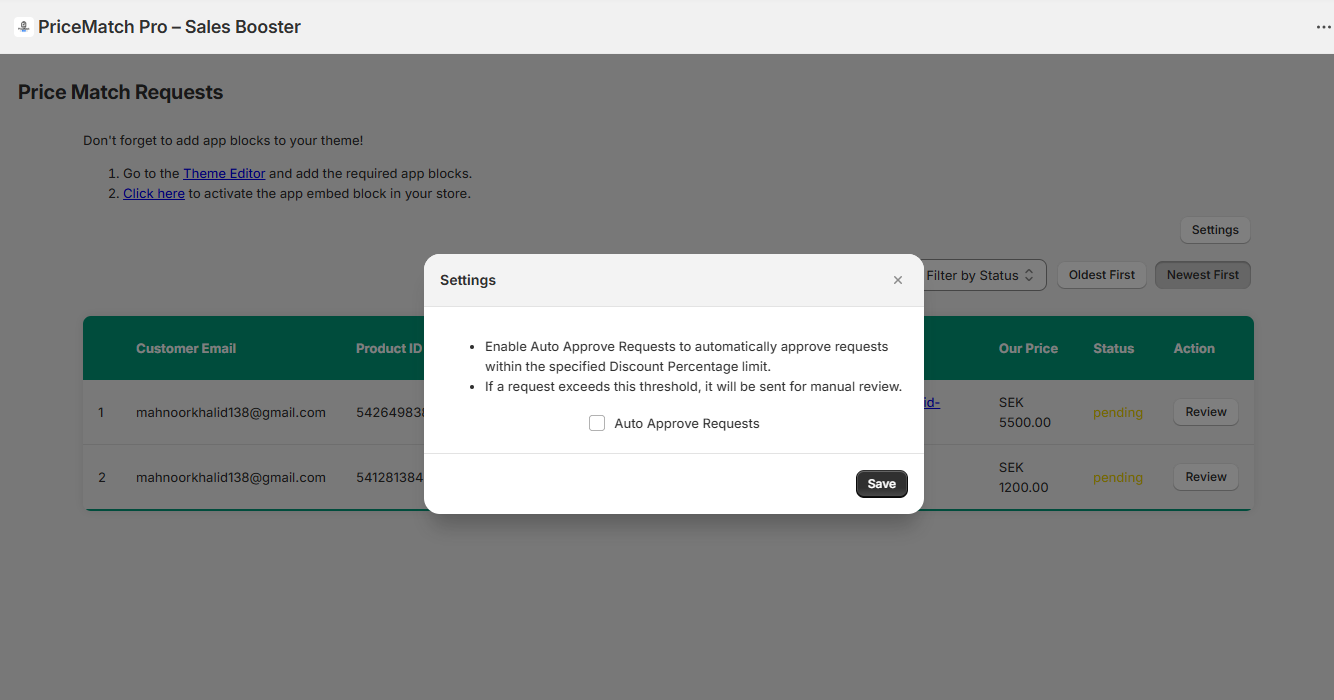 PriceMatch Pro – Sales Booster
Price Match Requests
Don't forget to add app blocks to your theme!
1. Go to the Theme Editor and add the required app blocks.
2. Click here to activate the app embed block in your store.
Settings
Filter by Status
Oldest First
Newest First
Settings
• Enable Auto Approve Requests to automatically approve requests
within the specified Discount Percentage limit.
• If a request exceeds this threshold, it will be sent for manual review.
Auto Approve Requests
Save
Customer Email Product ID Our Price Status Action
1 mahnoorkhalid138@gmail.com 54264983 id- SEK
5500.00 pending Review
2 mahnoorkhalid138@gmail.com 541281384 SEK
1200.00 pending Review